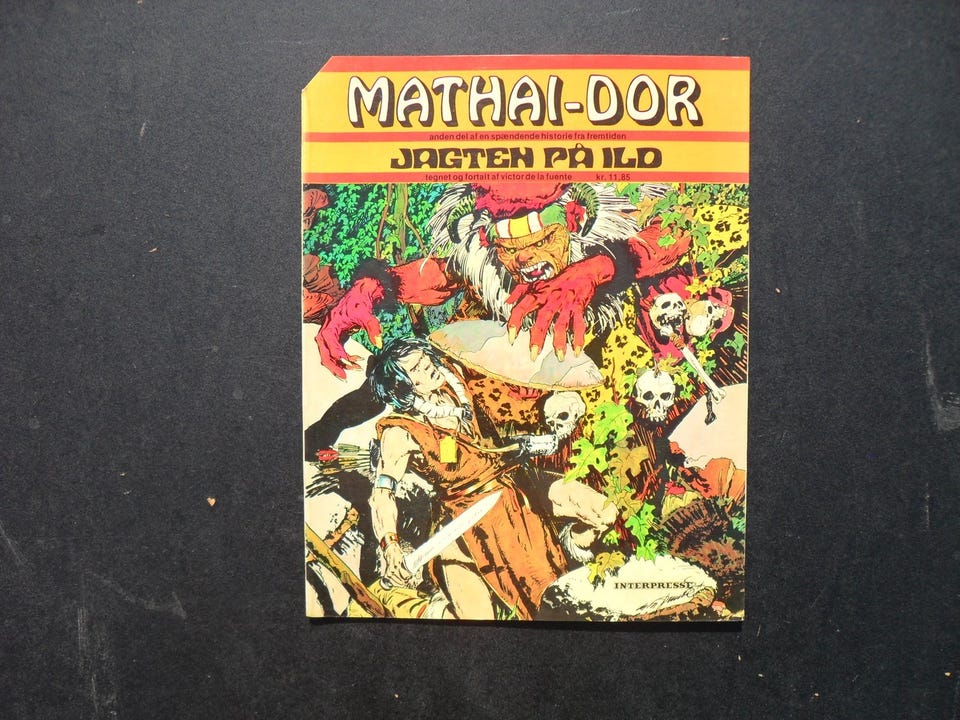 MATHAI-DOR
anden del af en spændende historie fra fremtiden
JAGTEN PÅ ILD
tegnet og fortalt af victor de la fuente kr. 11,85
INTERPRESSE